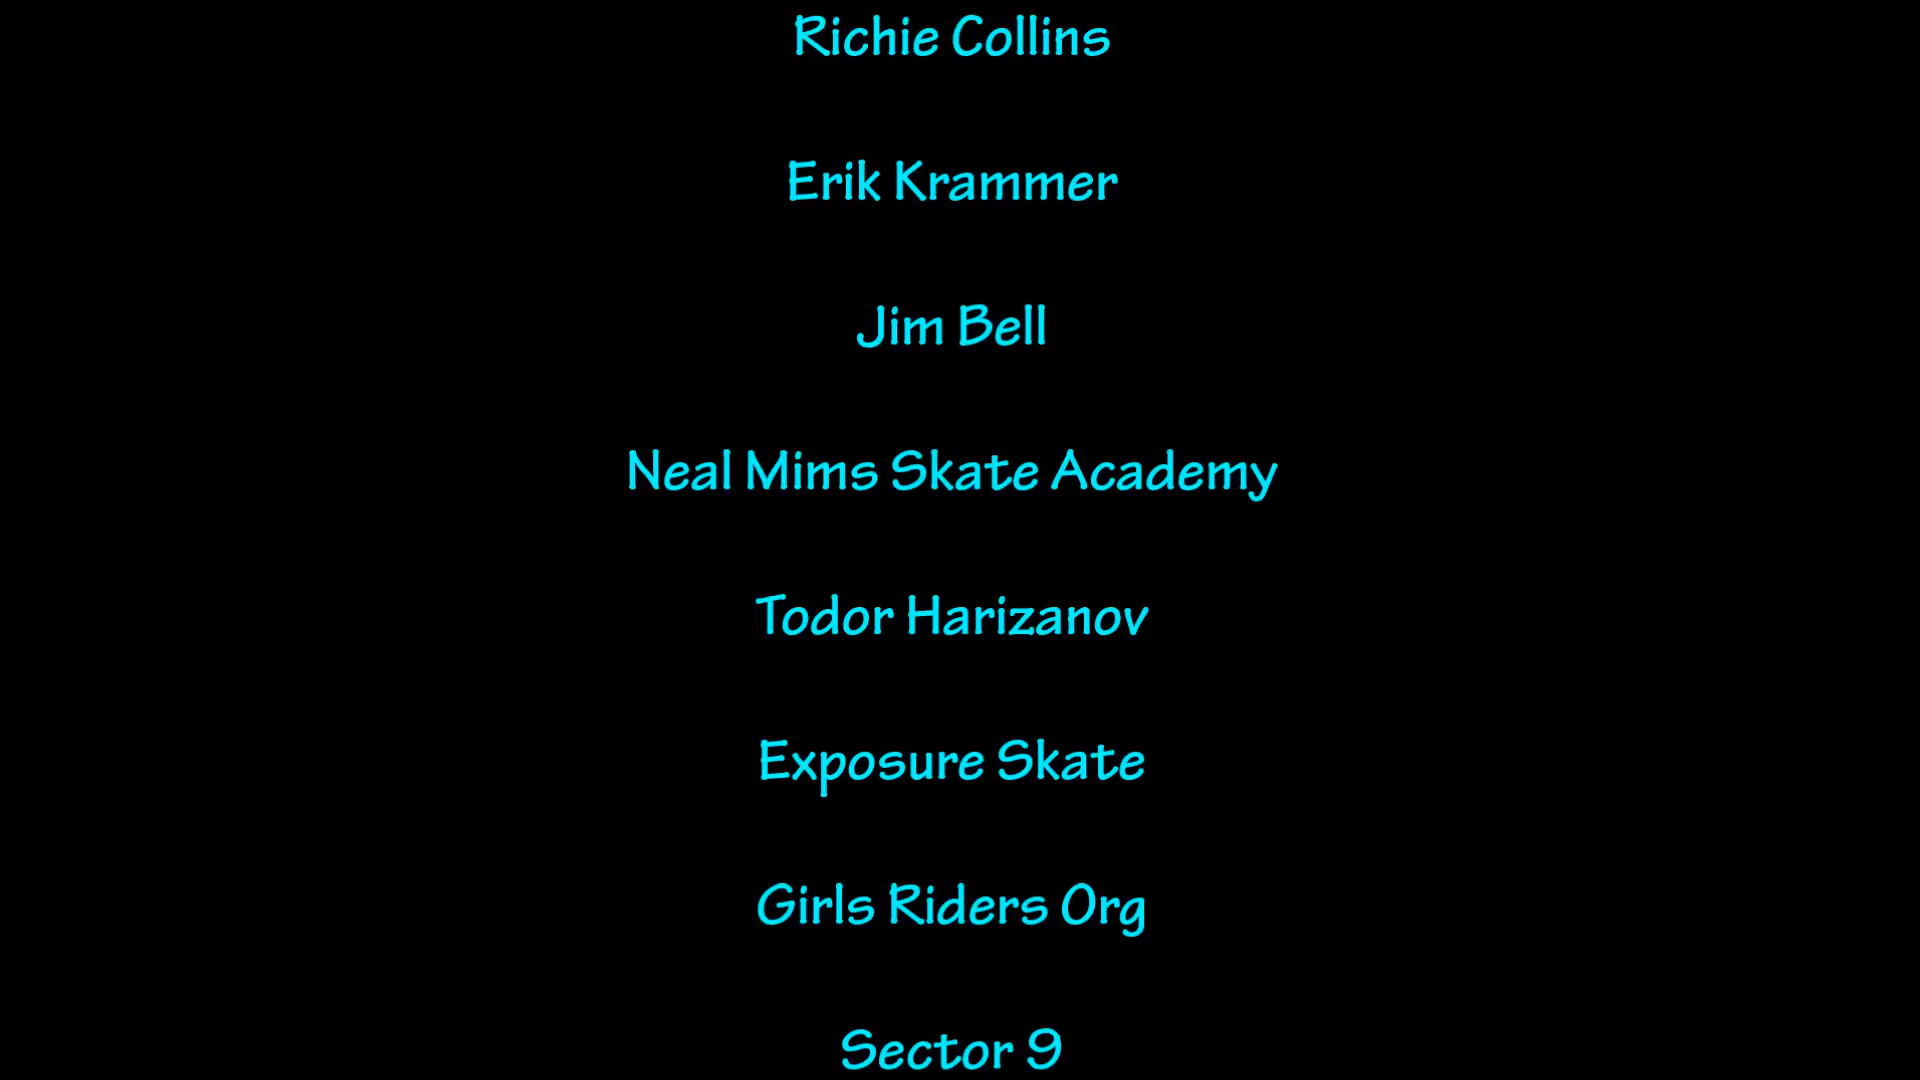 Richie Collins
Erik Krammer
Jim Bell
Neal Mims Skate Academy
Todor Harizanov
Exposure Skate
Girls Riders Org
Sector 9